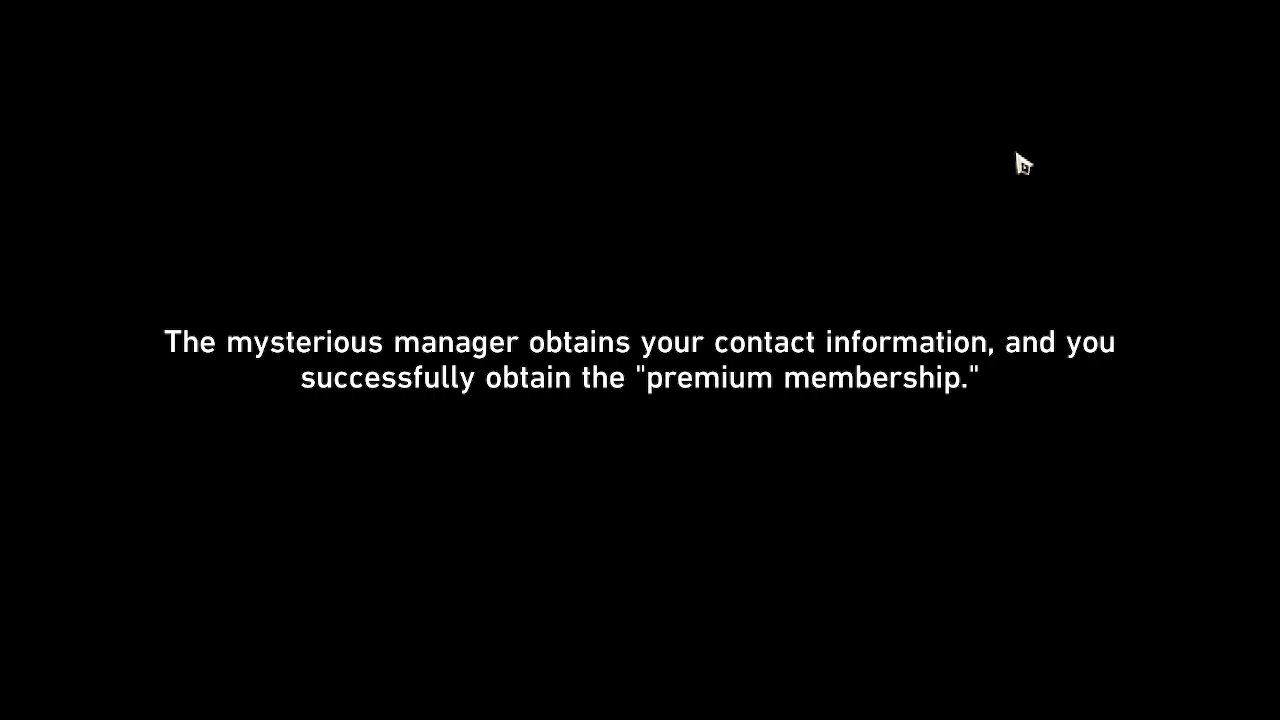 The mysterious manager obtains your contact information, and you
successfully obtain the "premium membership."